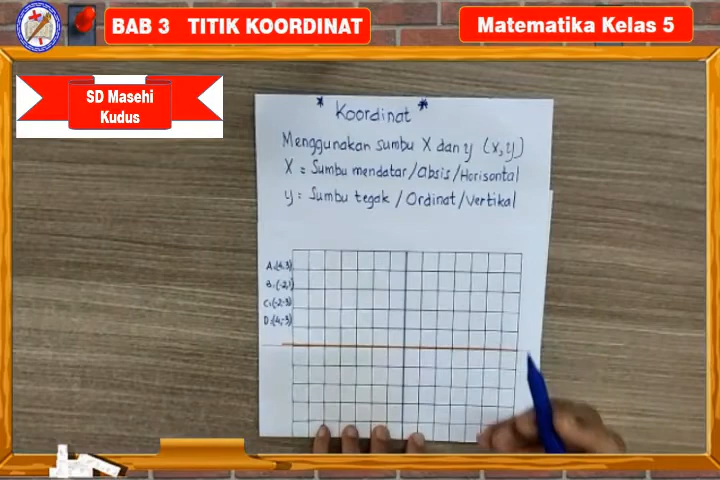 BAB 3 TITIK KOORDINAT
Matematika Kelas 5
SD Masehi
Kudus
* Koordinat *
Menggunakan sumbu X dan y (x, y)
X = Sumbu mendatar/absis/Horisontal
y = Sumbu tegak / Ordinat/vertikal
A:(4,3)
B:(-2,1)
C:(-2-3)
D:(4,-3)